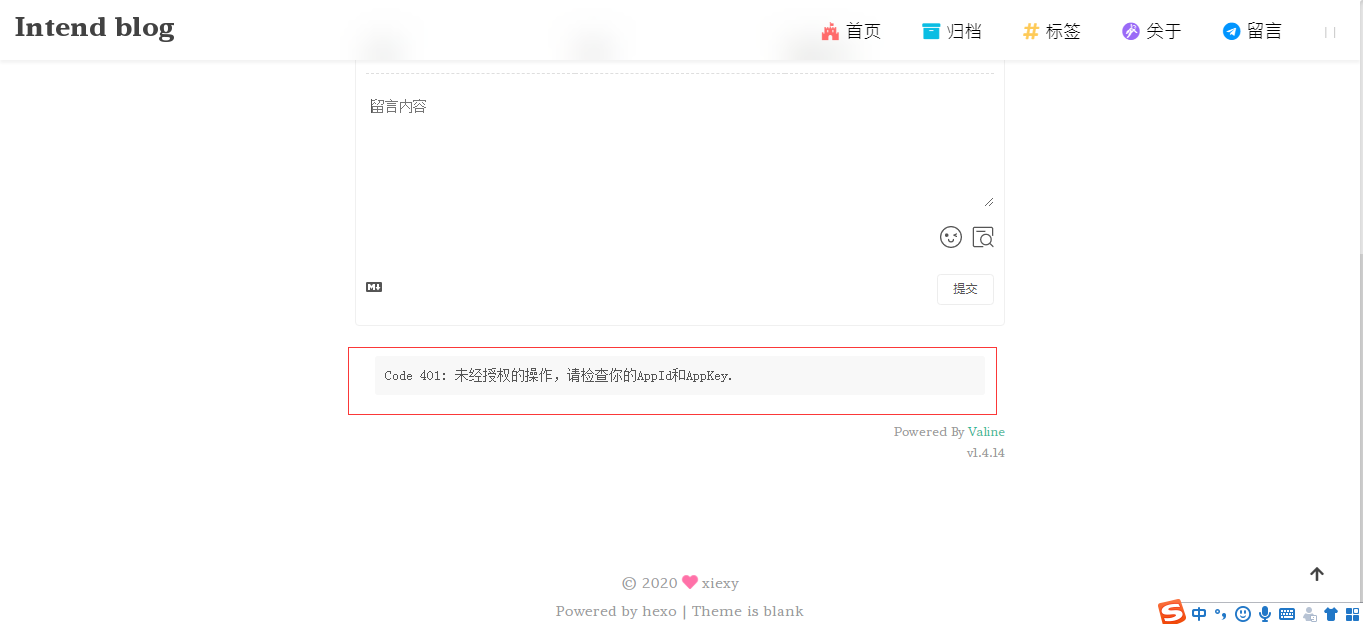 Intend blog
首页 归档 标签 关于 留言
留言内容
提交
Code 401: 未经授权的操作，请检查你的AppId和AppKey.
Powered By Valine
v1.4.14
© 2020 xiexy
Powered by hexo | Theme is blank
中